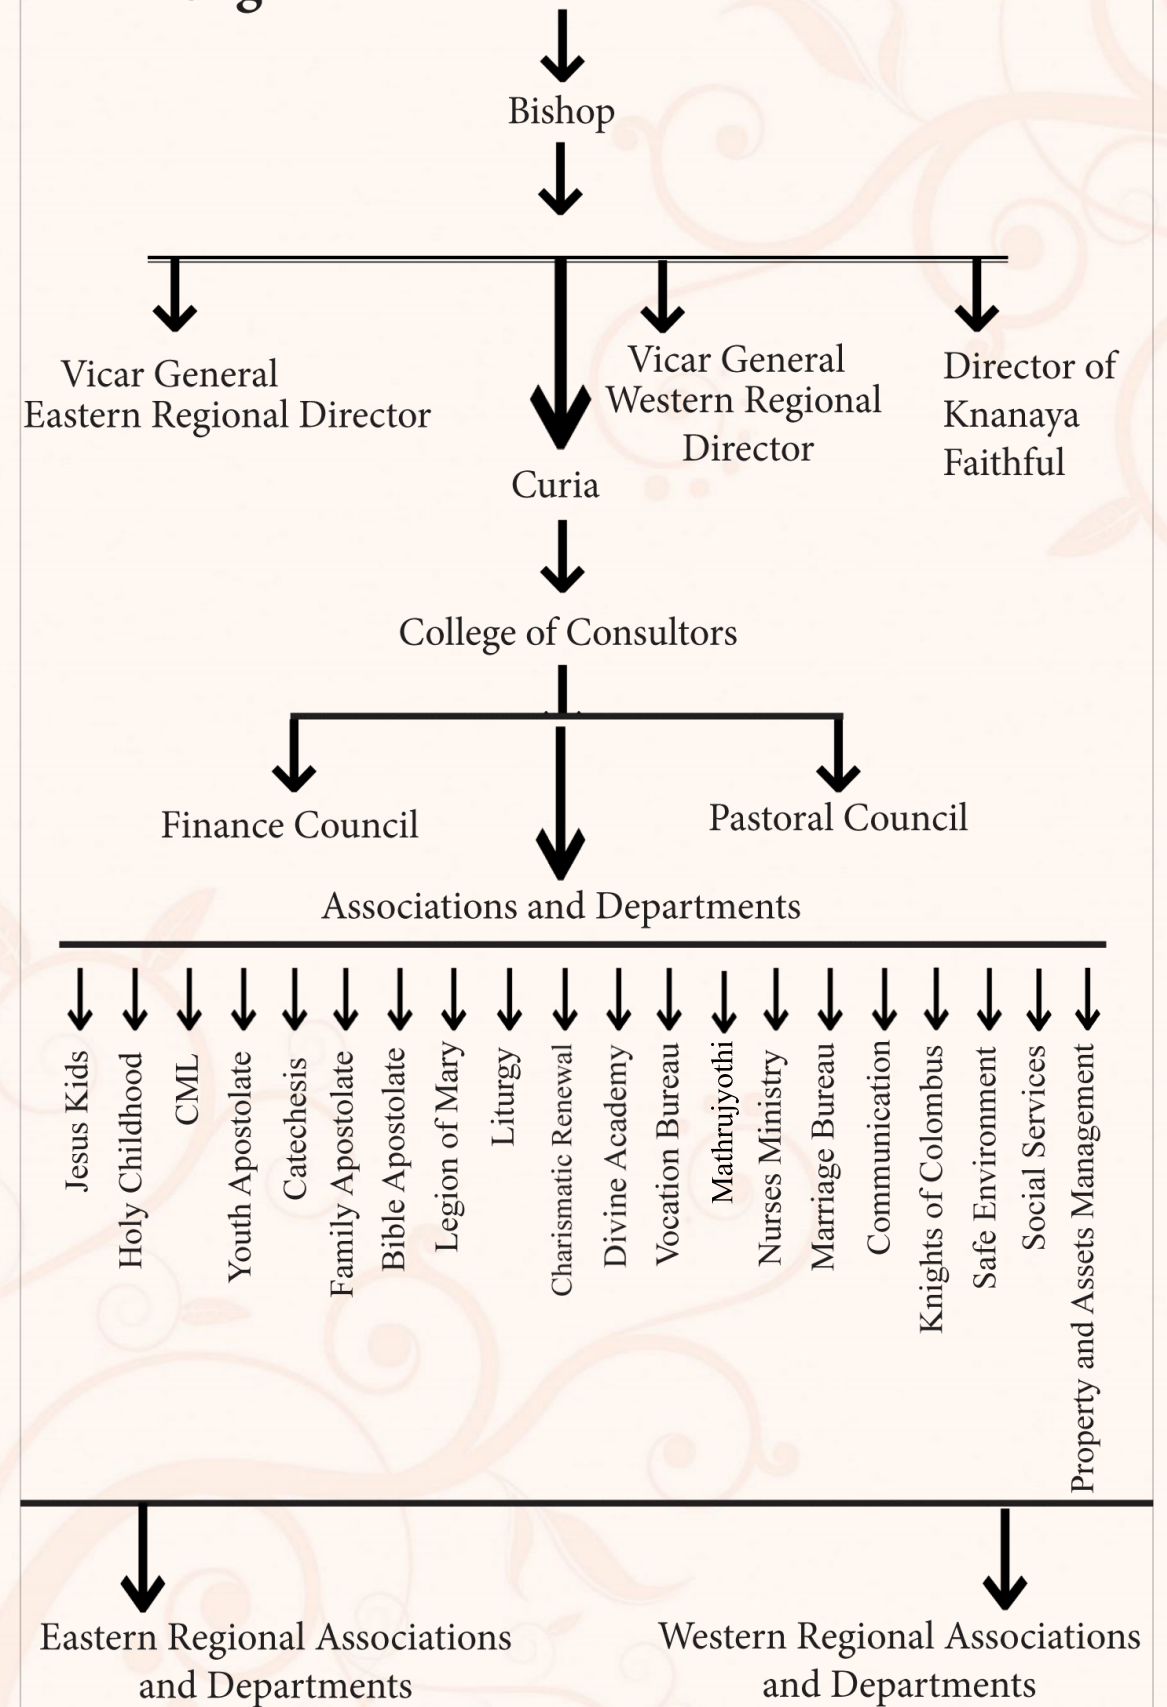 Bishop
Vicar General
Eastern Regional Director
Vicar General
Western Regional
Director
Director of
Knanaya
Faithful
Curia
College of Consultors
Finance Council
Pastoral Council
Associations and Departments
Jesus Kids
Holy Childhood
CML
Youth Apostolate
Catechesis
Family Apostolate
Bible Apostolate
Legion of Mary
Liturgy
Charismatic Renewal
Divine Academy
Vocation Bureau
Mathrujyothi
Nurses Ministry
Marriage Bureau
Communication
Knights of Colombus
Safe Environment
Social Services
Property and Assets Management
Eastern Regional Associations
and Departments
Western Regional Associations
and Departments